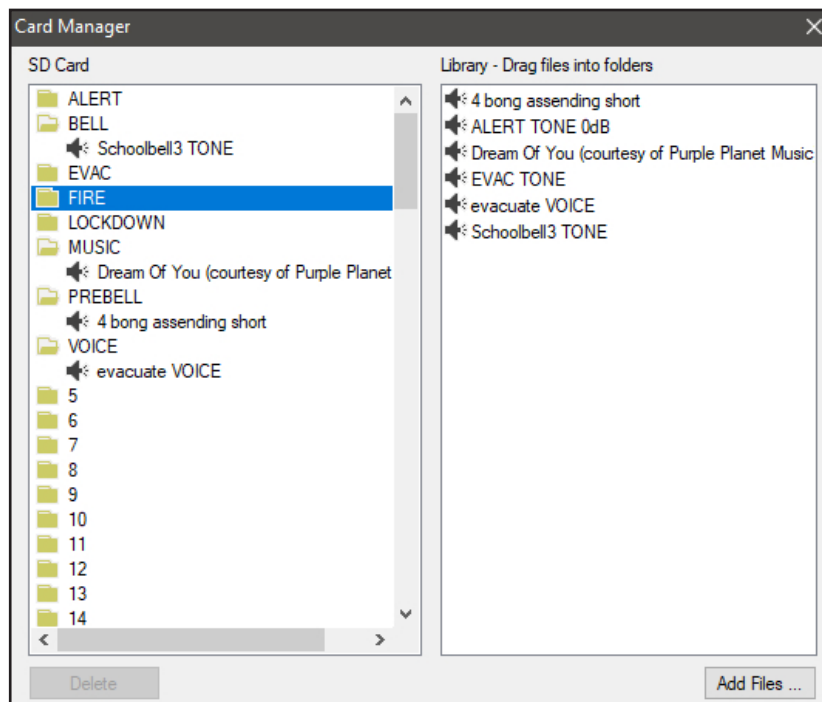 Card Manager
SD Card
ALERT
BELL
Schoolbell3 TONE
EVAC
FIRE
LOCKDOWN
MUSIC
Dream Of You (courtesy of Purple Planet
PREBELL
4 bong assending short
VOICE
evacuate VOICE
5
6
7
8
9
10
11
12
13
14
Delete
Library - Drag files into folders
4 bong assending short
ALERT TONE 0dB
Dream Of You (courtesy of Purple Planet Music
EVAC TONE
evacuate VOICE
Schoolbell3 TONE
Add Files ...